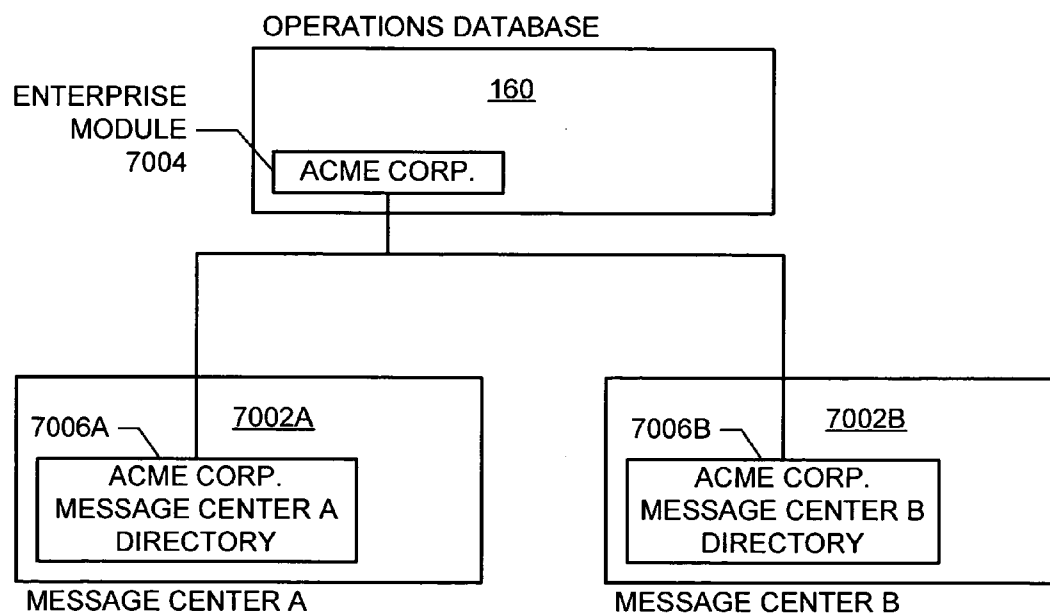 OPERATIONS DATABASE
160
ENTERPRISE
MODULE
7004
ACME CORP.
7002A
7006A
ACME CORP.
MESSAGE CENTER A
DIRECTORY
MESSAGE CENTER A
7002B
7006B
ACME CORP.
MESSAGE CENTER B
DIRECTORY
MESSAGE CENTER B